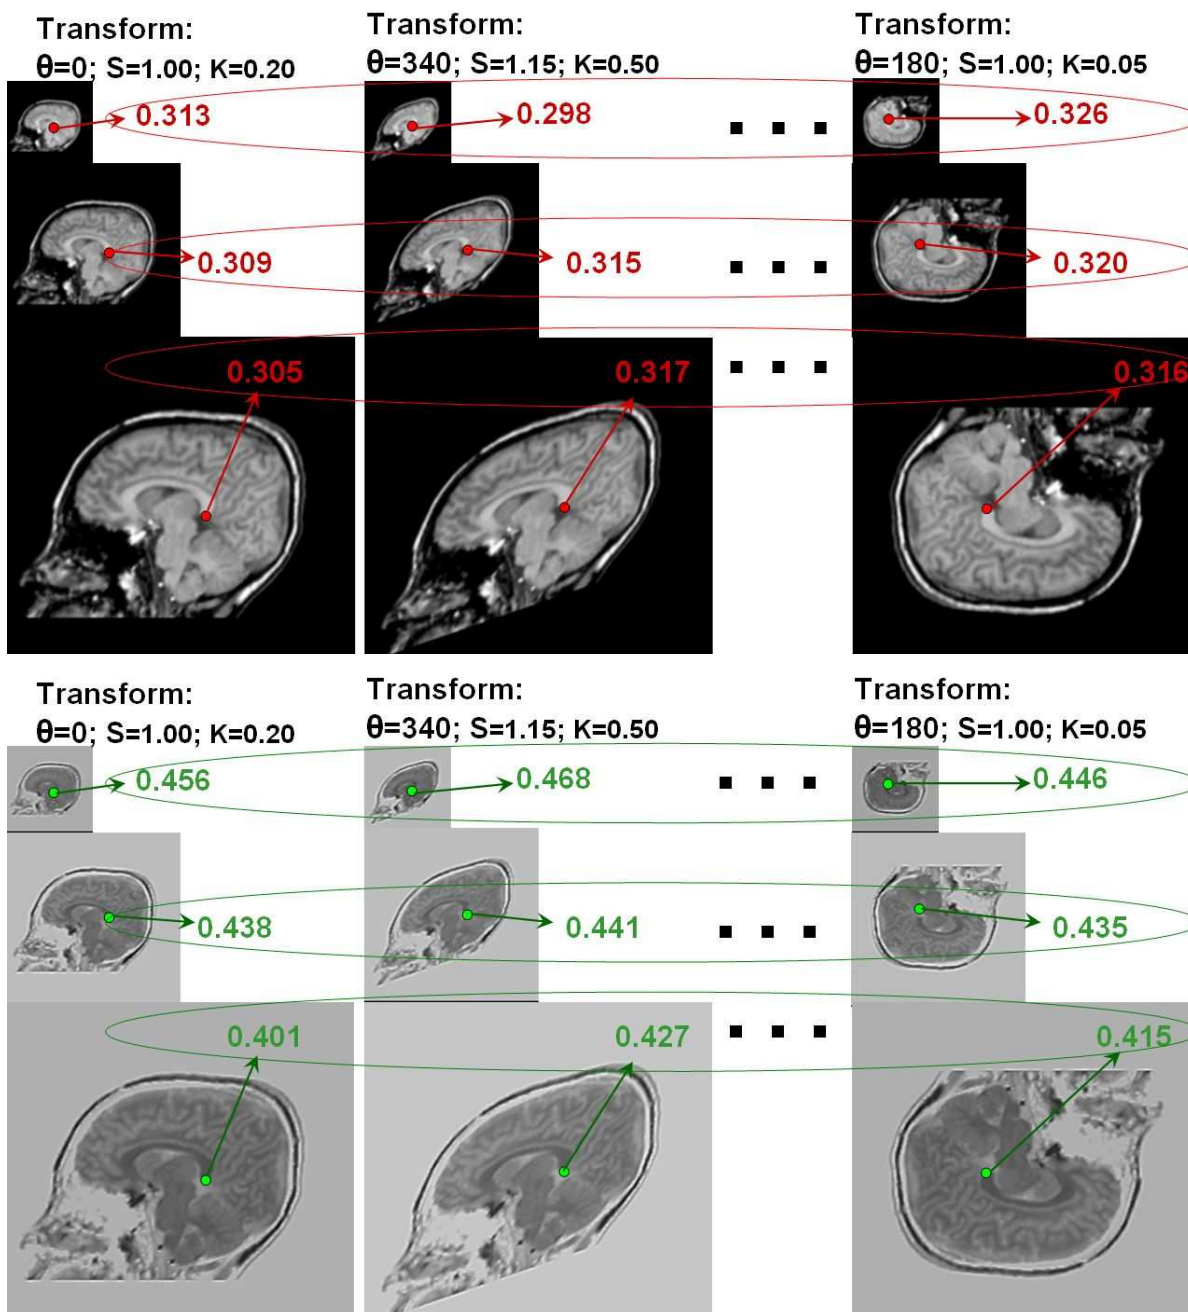 Transform:
θ=0; S=1.00; K=0.20
Transform:
θ=340; S=1.15; K=0.50
Transform:
θ=180; S=1.00; K=0.05
0.313
0.298
0.326
0.309
0.315
0.320
0.305
0.317
0.316
Transform:
θ=0; S=1.00; K=0.20
Transform:
θ=340; S=1.15; K=0.50
Transform:
θ=180; S=1.00; K=0.05
0.456
0.468
0.446
0.438
0.441
0.435
0.401
0.427
0.415